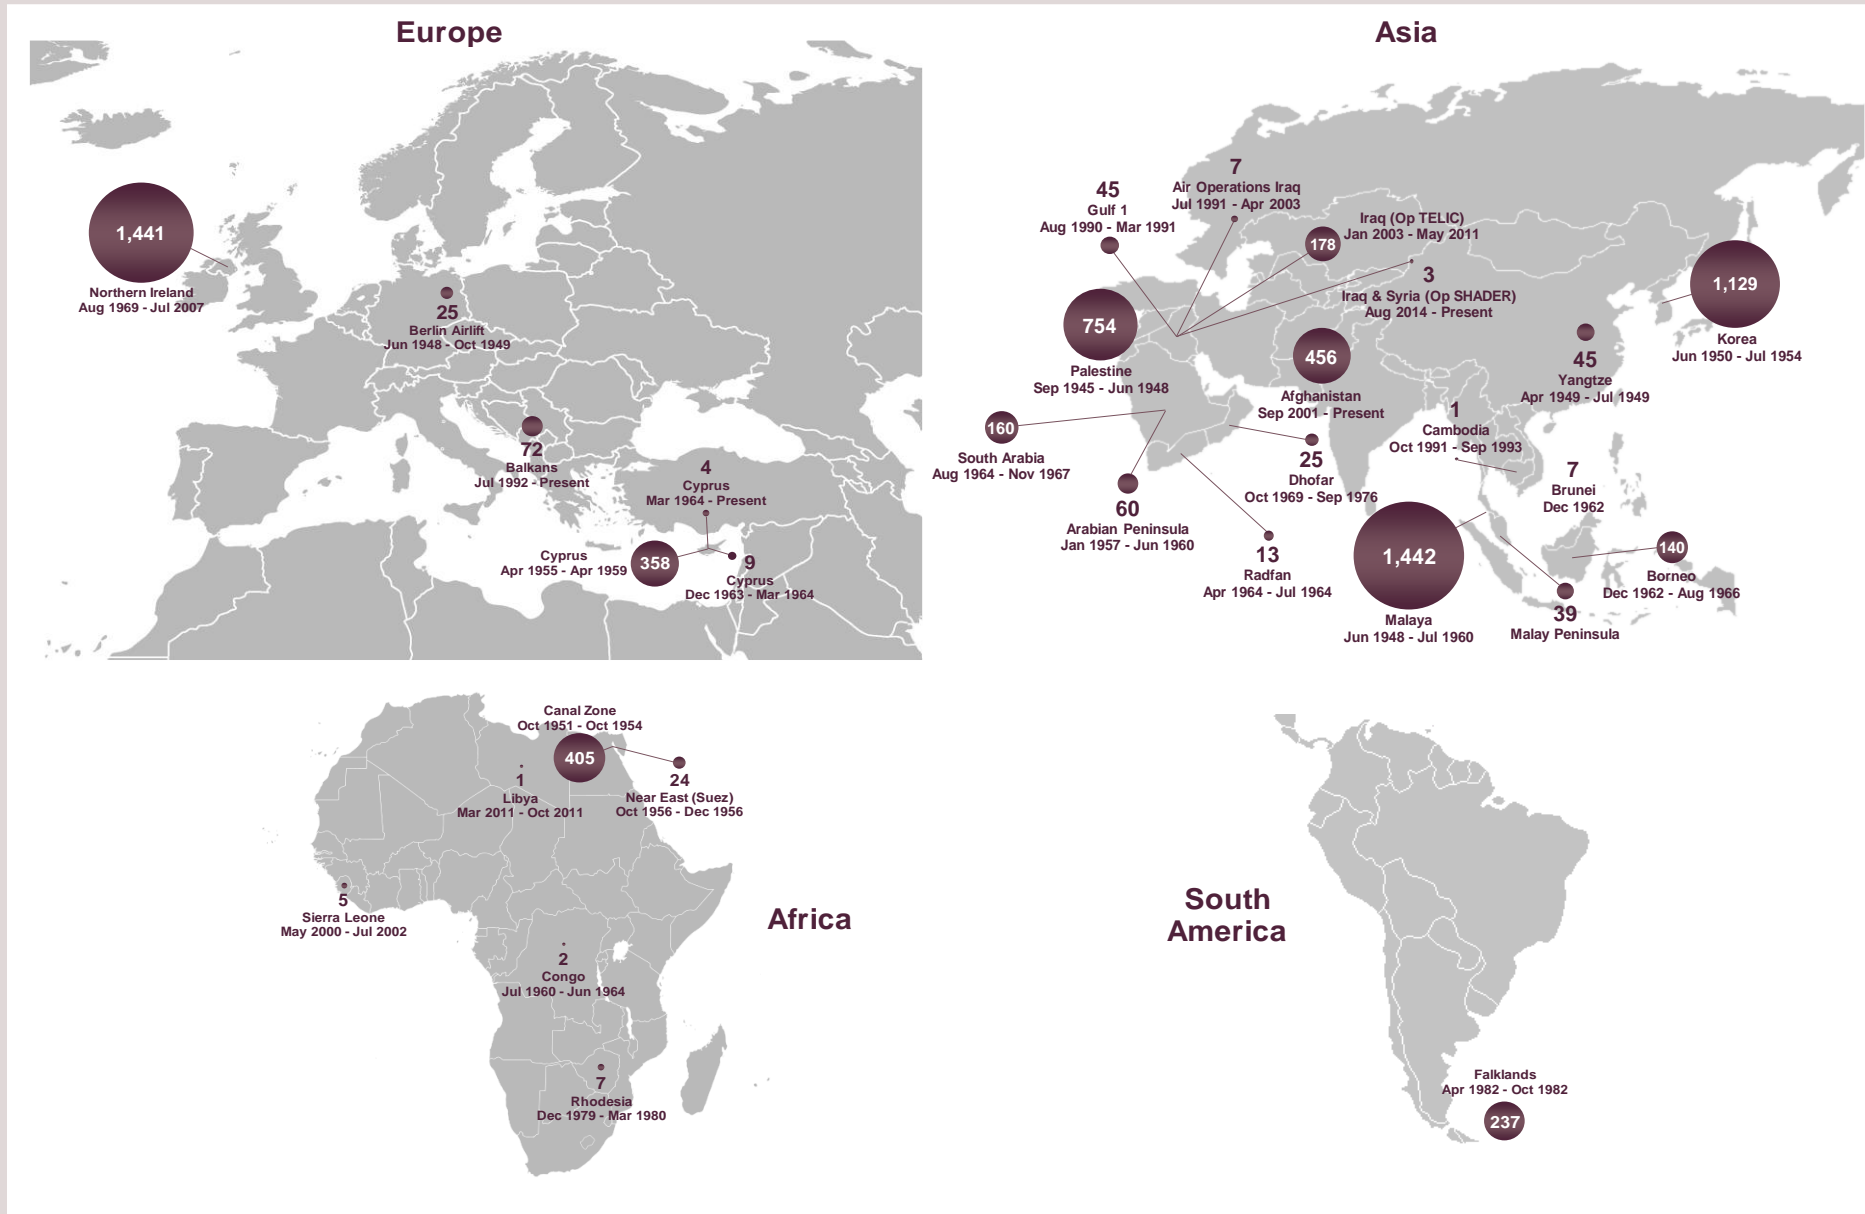 Europe
1,441
Northern Ireland
Aug 1969 - Jul 2007
25
Berlin Airlift
Jun 1948 - Oct 1949
72
Balkans
Jul 1992 - Present
4
Cyprus
Mar 1964 - Present
Cyprus
Apr 1955 - Apr 1959
358
9
Cyprus
Dec 1963 - Mar 1964
Asia
7
Air Operations Iraq
Jul 1991 - Apr 2003
45
Gulf 1
Aug 1990 - Mar 1991
Iraq (Op TELIC)
Jan 2003 - May 2011
178
3
Iraq & Syria (Op SHADER)
Aug 2014 - Present
1,129
Korea
Jun 1950 - Jul 1954
754
Palestine
Sep 1945 - Jun 1948
456
Afghanistan
Sep 2001 - Present
45
Yangtze
Apr 1949 - Jul 1949
1
Cambodia
Oct 1991 - Sep 1993
160
South Arabia
Aug 1964 - Nov 1967
25
Dhofar
Oct 1969 - Sep 1976
7
Brunei
Dec 1962
60
Arabian Peninsula
Jan 1957 - Jun 1960
13
Radfan
Apr 1964 - Jul 1964
1,442
Malaya
Jun 1948 - Jul 1960
140
Borneo
Dec 1962 - Aug 1966
39
Malay Peninsula
Canal Zone
Oct 1951 - Oct 1954
405
24
Near East (Suez)
Oct 1956 - Dec 1956
1
Libya
Mar 2011 - Oct 2011
5
Sierra Leone
May 2000 - Jul 2002
Africa
2
Congo
Jul 1960 - Jun 1964
7
Rhodesia
Dec 1979 - Mar 1980
South
America
Falklands
Apr 1982 - Oct 1982
237